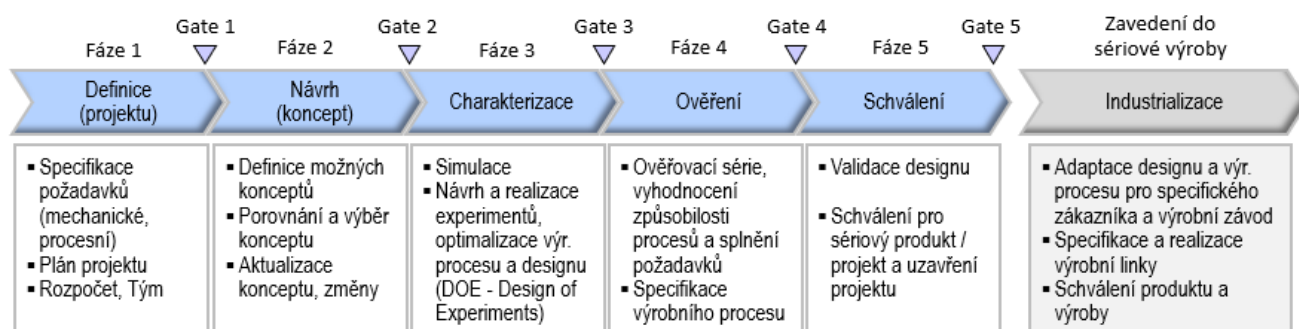 Fáze 1
Gate 1
Fáze 2
Gate 2
Fáze 3
Gate 3
Fáze 4
Gate 4
Fáze 5
Gate 5
Zavedení do
sériové výroby
Definice
(projektu)
Návrh
(koncept)
Charakterizace
Ověření
Schválení
Industrializace
▪ Specifikace
požadavků
(mechanické,
procesní)
▪ Plán projektu
▪ Rozpočet, Tým
▪ Definice možných
konceptů
▪ Porovnání a výběr
konceptu
▪ Aktualizace
konceptu, změny
▪ Simulace
▪ Návrh a realizace
experimentů,
optimalizace výr.
procesu a designu
(DOE - Design of
Experiments)
▪ Ověřovací série,
vyhodnocení
způsobilosti
procesů a splnění
požadavků
▪ Specifikace
výrobního procesu
▪ Validace designu
▪ Schválení pro
sériový produkt /
projekt a uzavření
projektu
▪ Adaptace designu a výr.
procesu pro specifického
zákazníka a výrobní závod
▪ Specifikace a realizace
výrobní linky
▪ Schválení produktu a
výroby